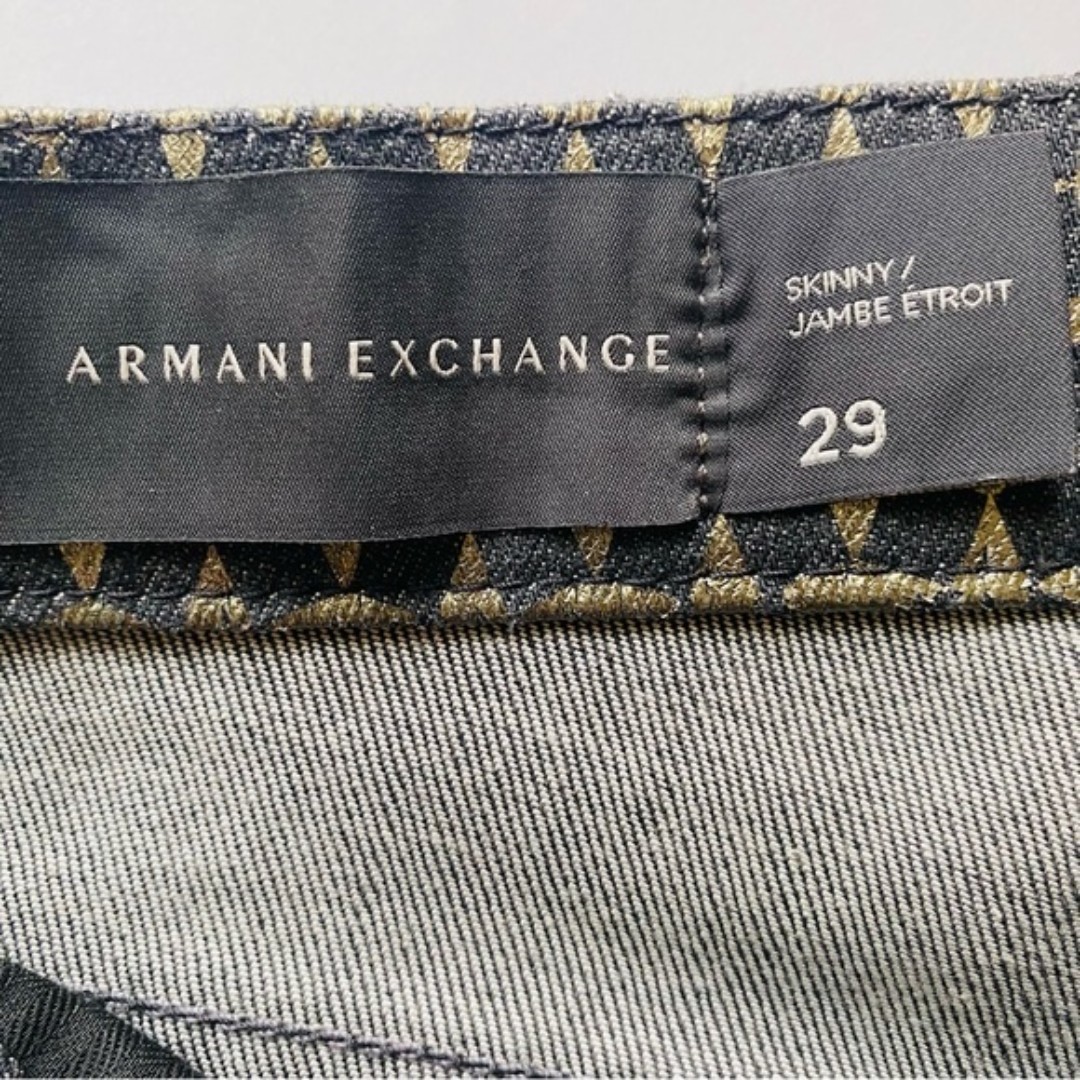 ARMANI EXCHANGE
SKINNY /
JAMBE ÉTROIT
29